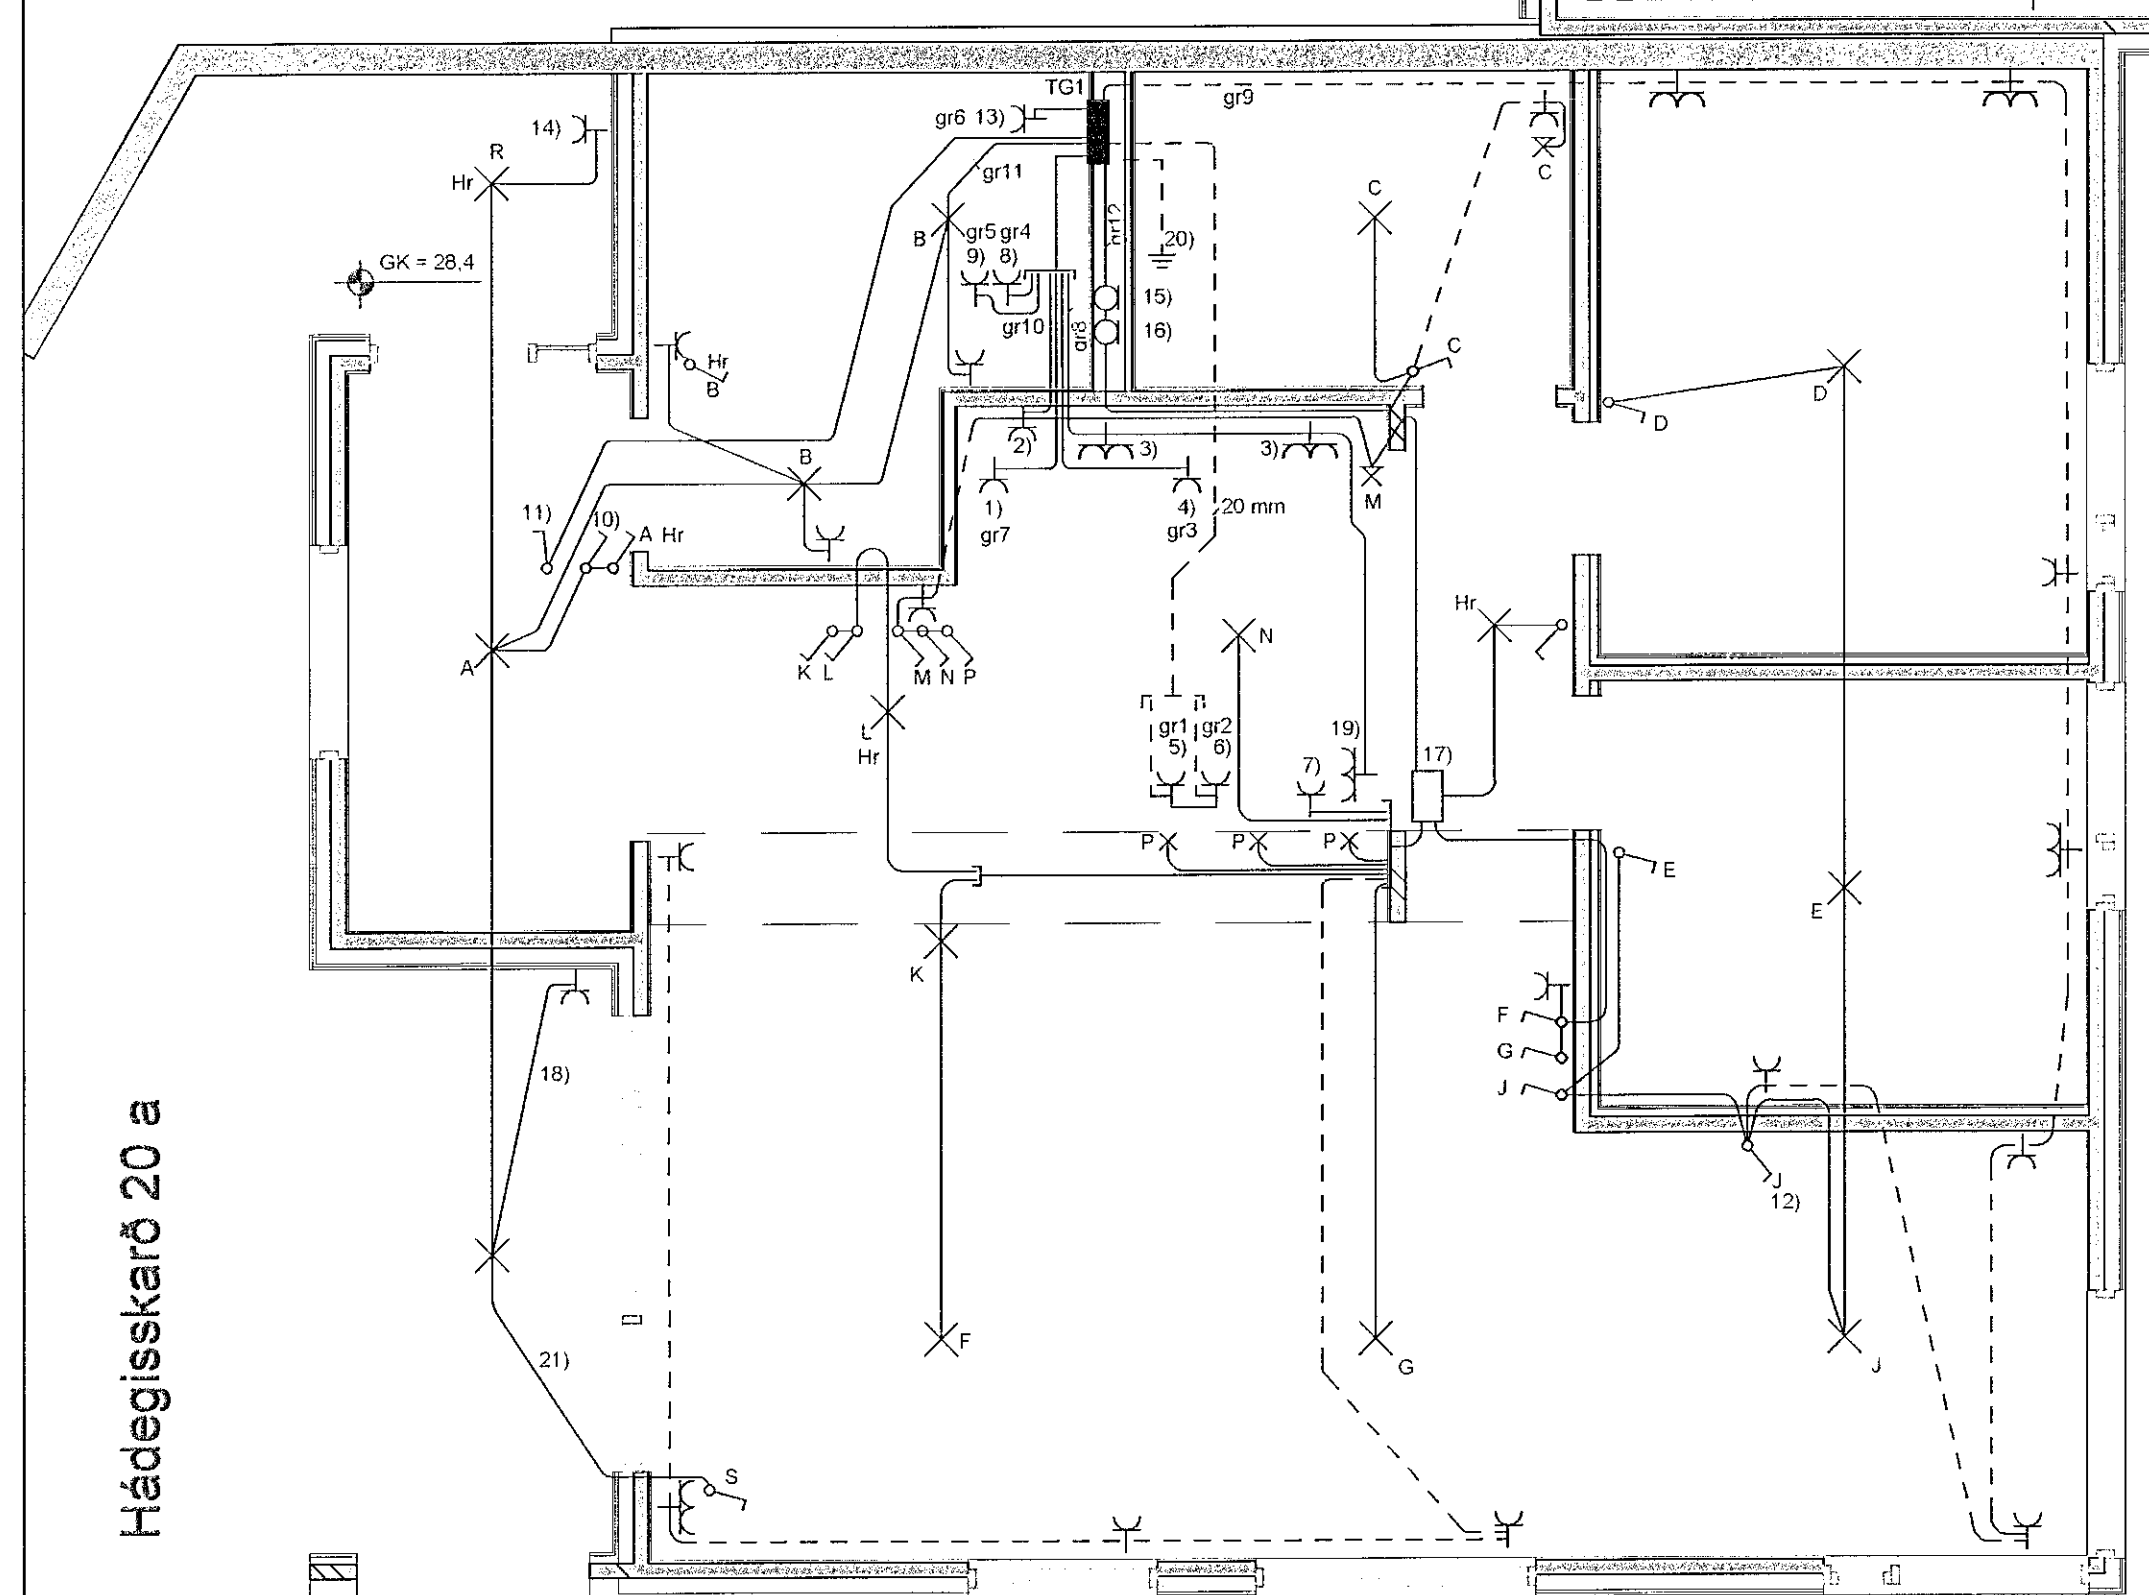 TG1
gr9
gr6 13)
14)
R
Hr
gr11
C
C
B
gr5 gr4
9) 8)
gr12
20)
GK = 28,4
15)
gr10
gr8
16)
Hr
B
C
D
D
2)
3)
3)
B
M
11)
10)
A Hr
1)
gr7
4)
gr3
20 mm
Hr
N
A
K L
M N P
L
Hr
gr1
5)
gr2
6)
19)
7)
17)
P
P
P
E
E
K
F
G
J
18)
J
12)
F
G
J
21)
S
Hádegisskarð 20 a